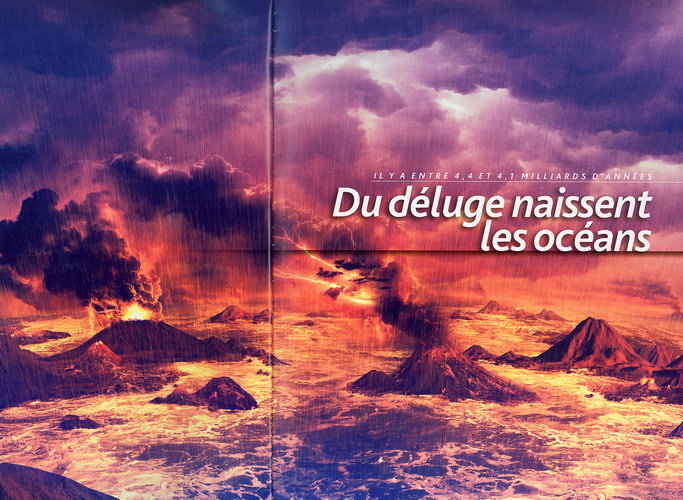 IL Y A ENTRE 4,4 ET 4,1 MILLIARDS D'ANNÉES
Du déluge naissent
les océans